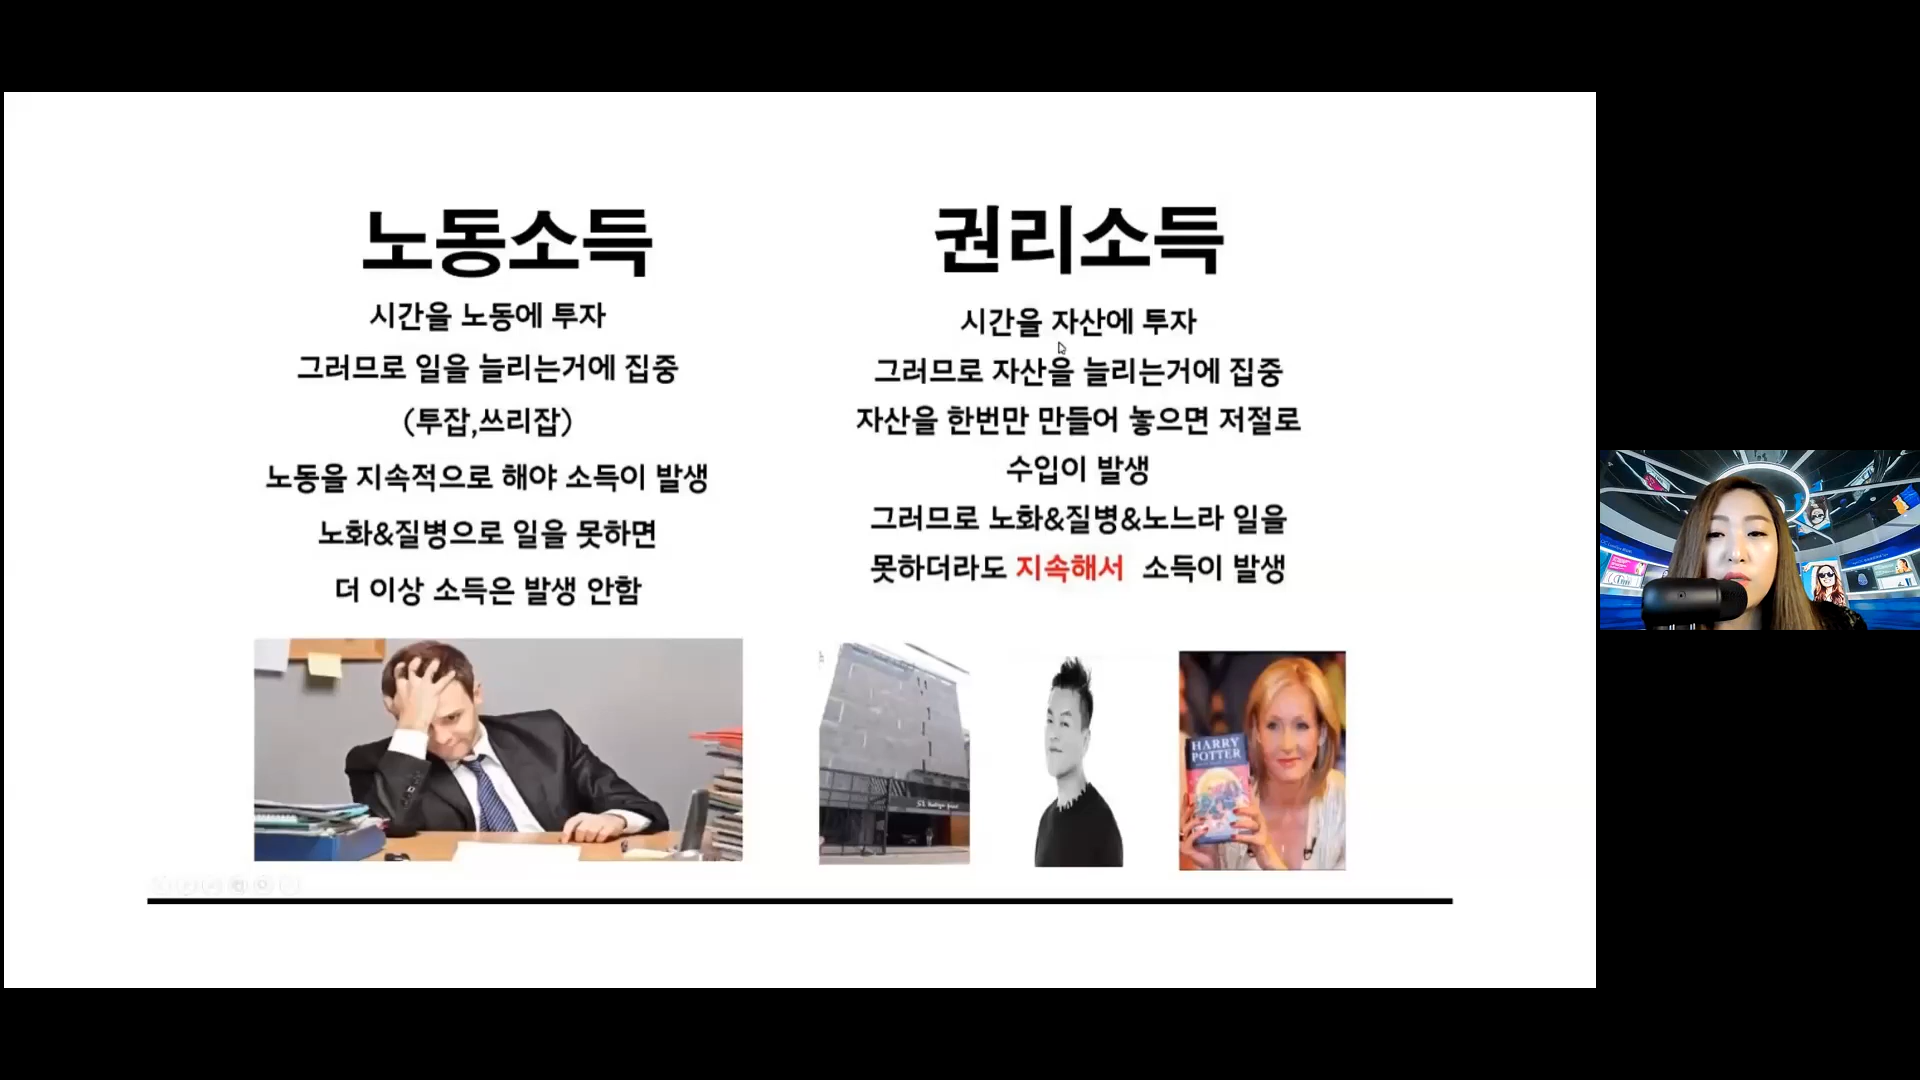 노동소득
시간을 노동에 투자
그러므로 일을 늘리는거에 집중
(투잡,쓰리잡)
노동을 지속적으로 해야 소득이 발생
노화&질병으로 일을 못하면
더 이상 소득은 발생 안함
권리소득
시간을 자산에 투자
그러므로 자산을 늘리는거에 집중
자산을 한번만 만들어 놓으면 저절로
수입이 발생
그러므로 노화&질병&노느라 일을
못하더라도 지속해서 소득이 발생
HARRY
POTTER